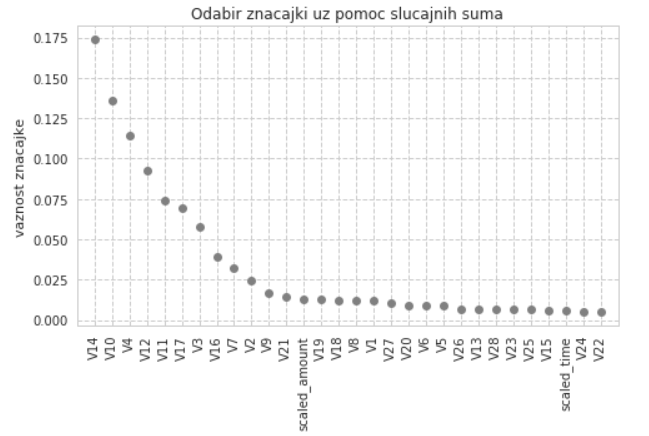 Odabir znacajki uz pomoc slucajnih suma
vaznost znacajke
0.175
0.150
0.125
0.100
0.075
0.050
0.025
0.000
V14
V10
V4
V12
V11
V17
V3
V16
V7
V2
V9
V21
scaled_amount
V19
V18
V8
V1
V27
V20
V6
V5
V26
V13
V28
V23
V25
V15
scaled_time
V24
V22